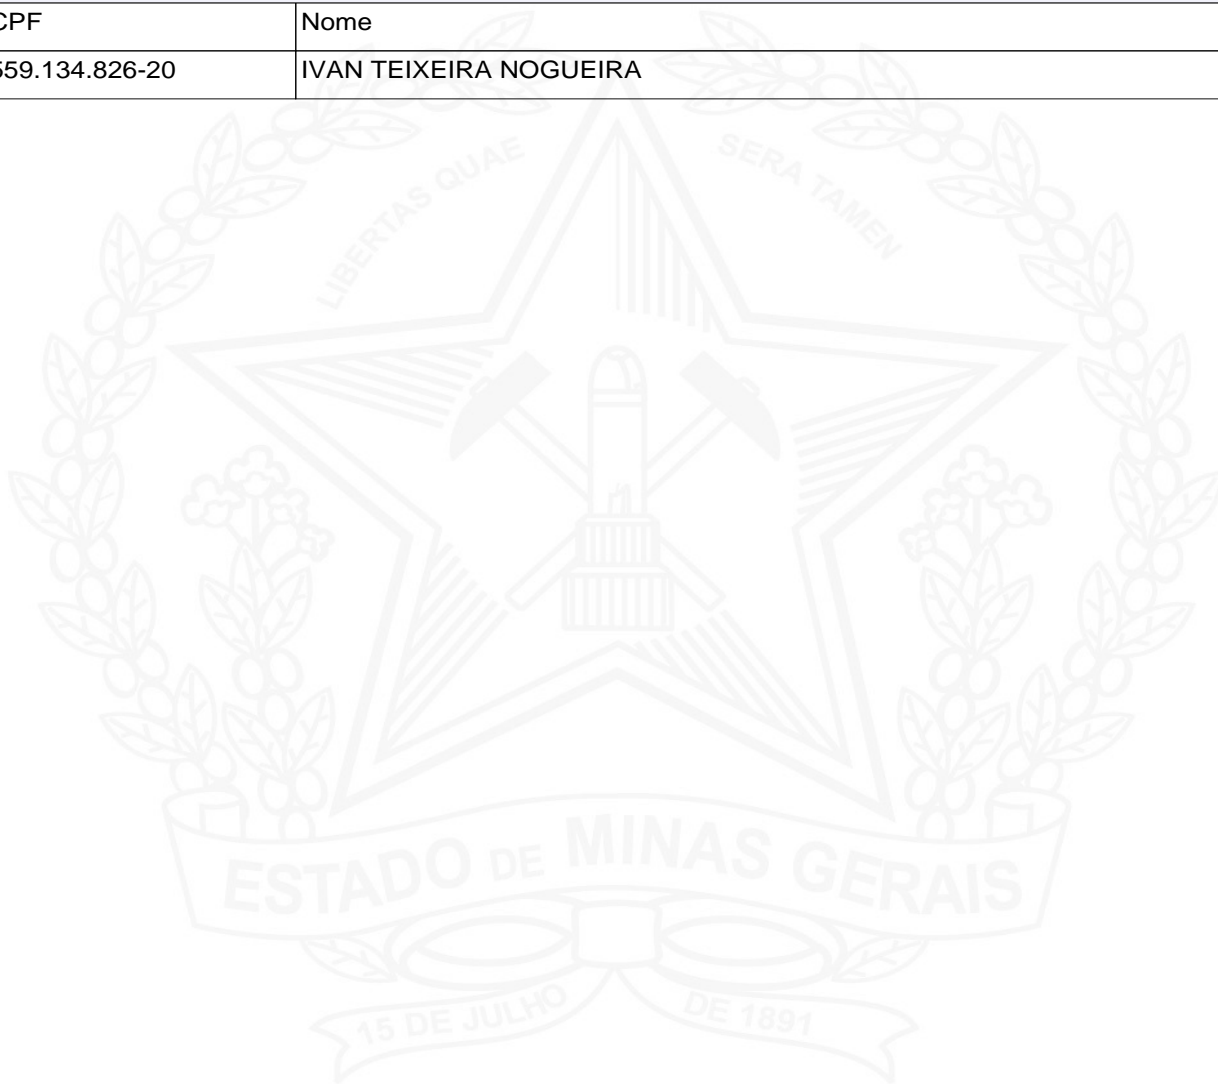 CPF Nome
559.134.826-20 IVAN TEIXEIRA NOGUEIRA
LIBERTAS QUAE SERA TAMEN
ESTADO DE MINAS GERAIS
15 DE JULHO DE 1891